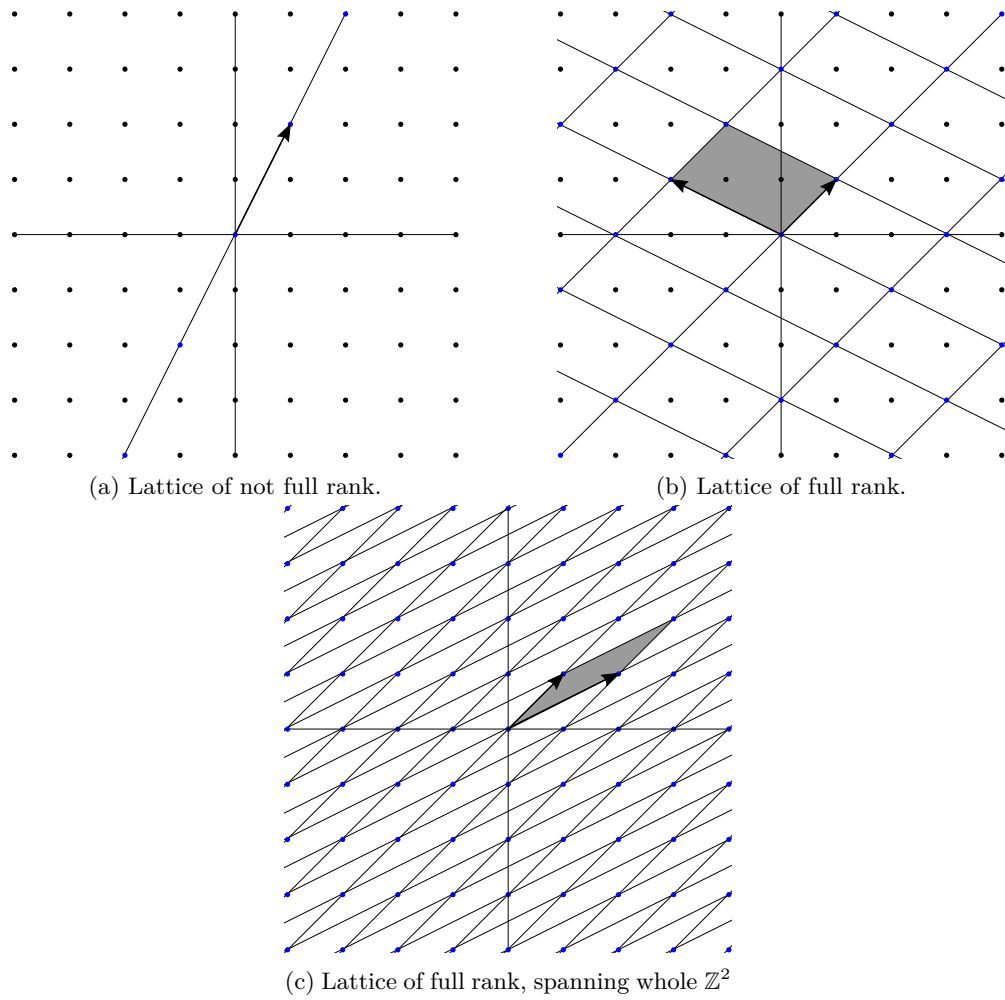 (a) Lattice of not full rank.
(b) Lattice of full rank.
(c) Lattice of full rank, spanning whole ℤ²